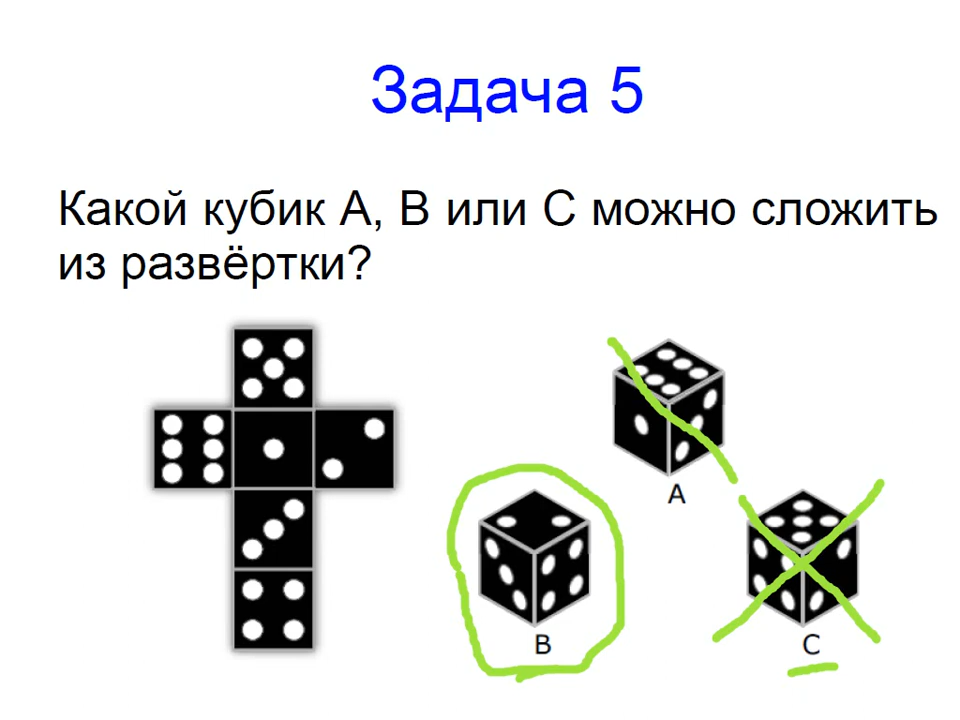 Задача 5
Какой кубик A, B или C можно сложить
из развёртки?
A
B
C